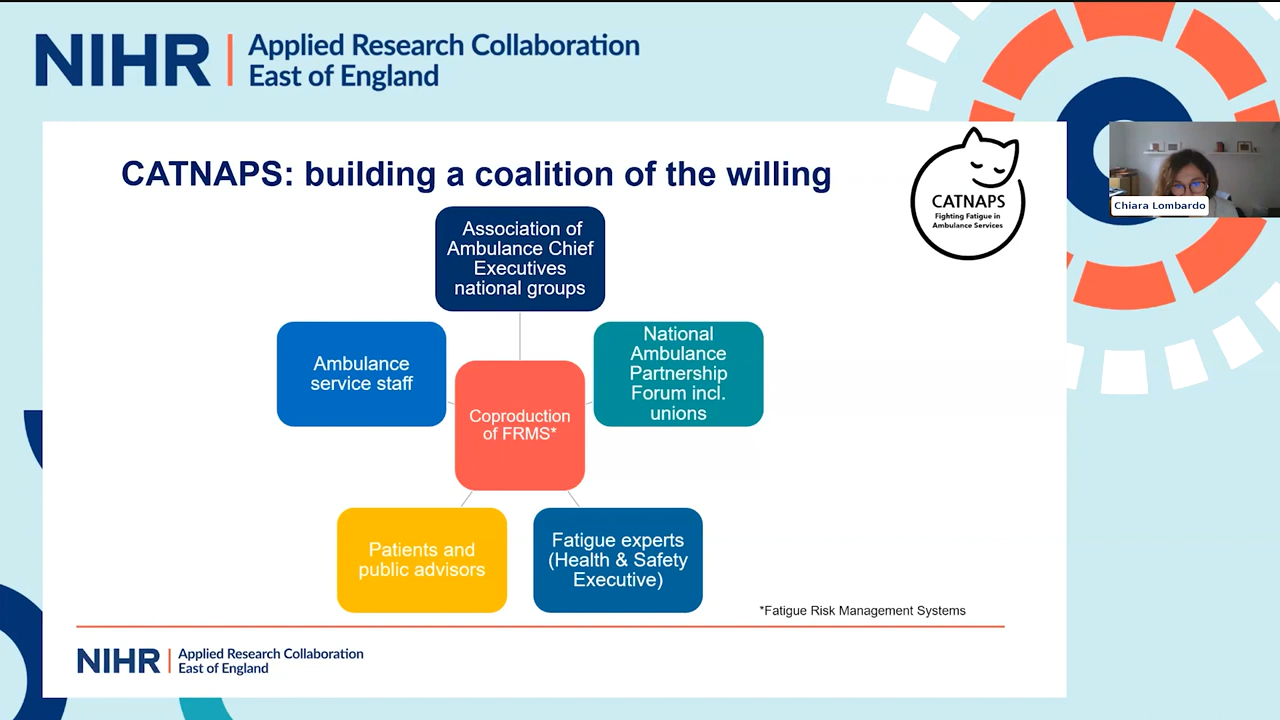 NIHR | Applied Research Collaboration
East of England
CATNAPS: building a coalition of the willing
CATNAPS
Fighting Fatigue in
Ambulance Services
Chiara Lombardo
Association of
Ambulance Chief
Executives
national groups
Ambulance
service staff
National
Ambulance
Partnership
Forum incl.
unions
Coproduction
of FRMS*
Patients and
public advisors
Fatigue experts
(Health & Safety
Executive)
*Fatigue Risk Management Systems
NIHR | Applied Research Collaboration
East of England